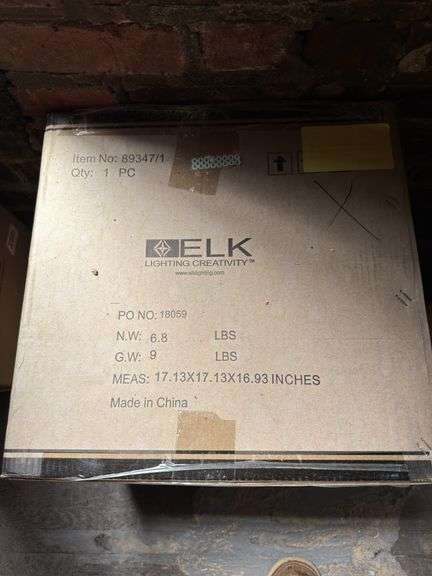 Item No: 89347/1
Qty: 1 PC
ELK
LIGHTING CREATIVITY™
www.elklighting.com
PO NO: 18069
N.W: 6.8 LBS
G.W: 9 LBS
MEAS: 17.13X17.13X16.93 INCHES
Made in China